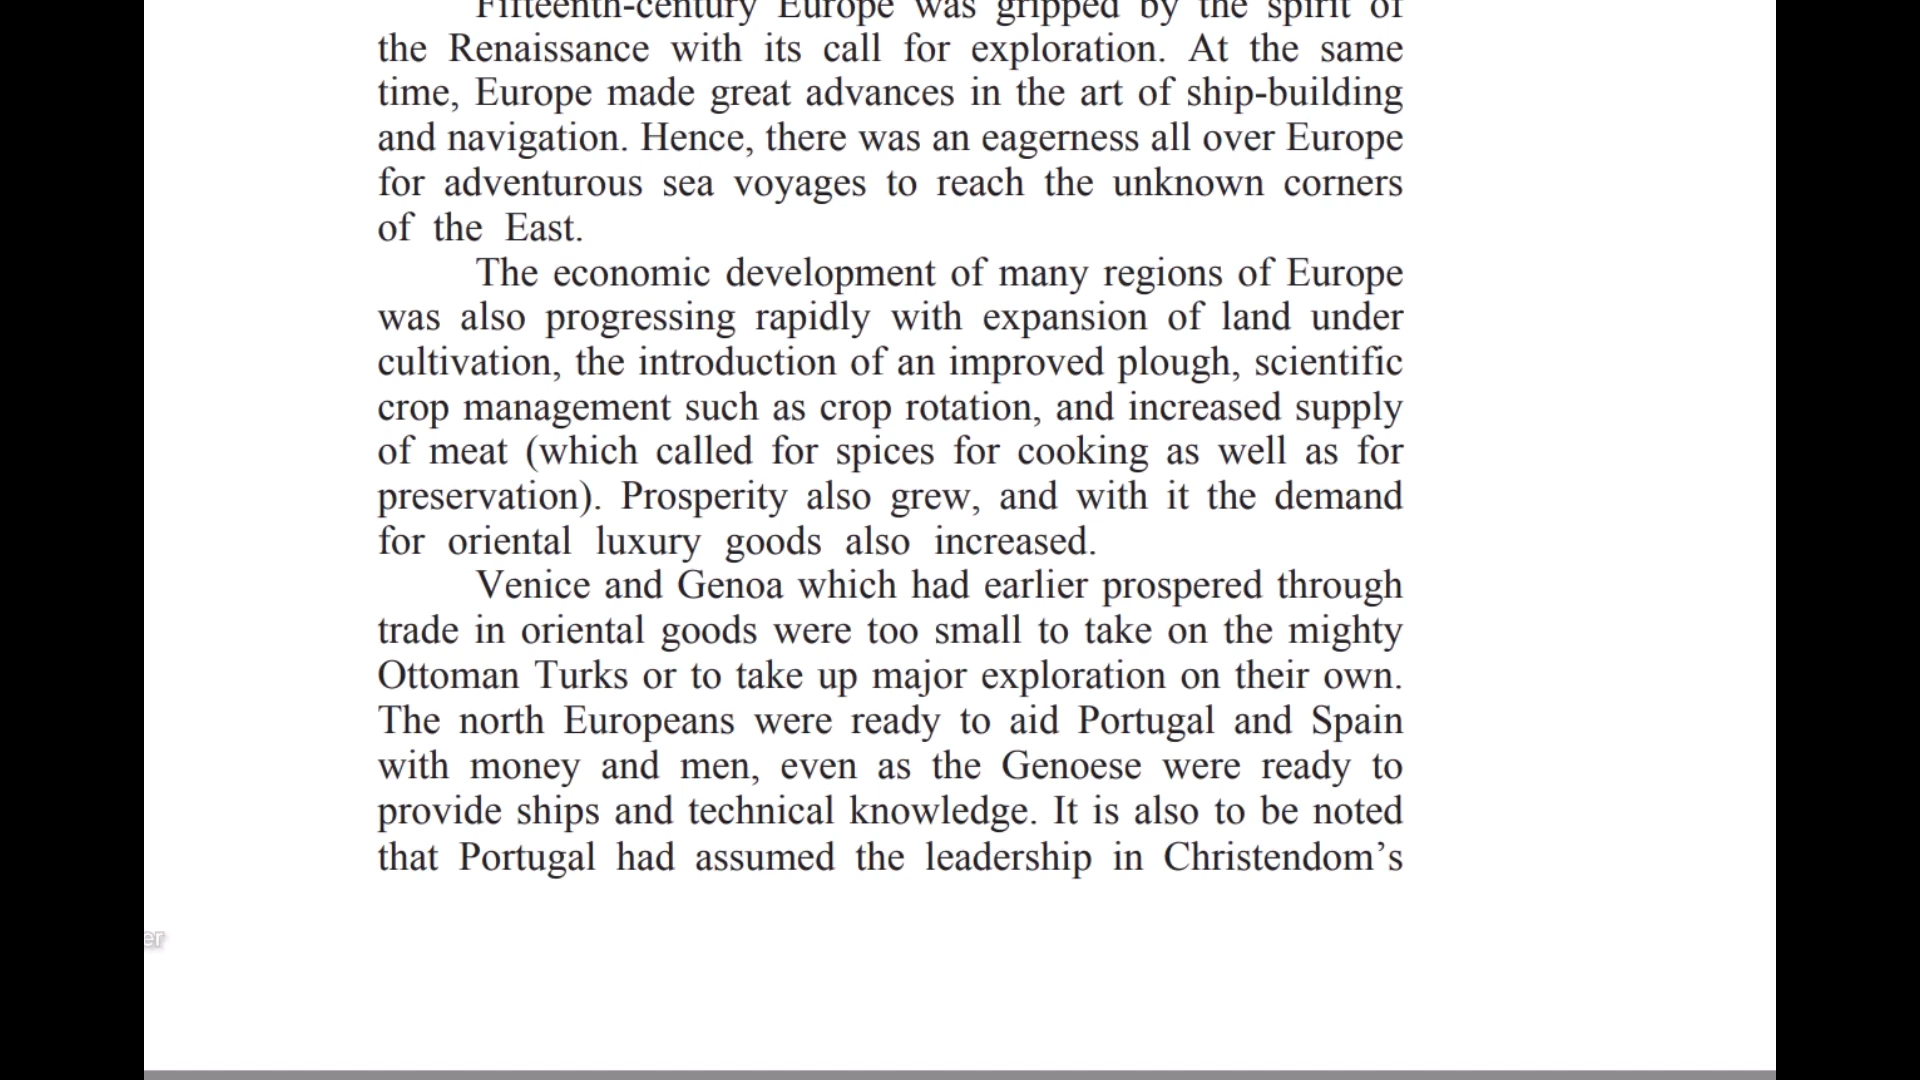 Fifteenth-century Europe was gripped by the spirit of
the Renaissance with its call for exploration. At the same
time, Europe made great advances in the art of ship-building
and navigation. Hence, there was an eagerness all over Europe
for adventurous sea voyages to reach the unknown corners
of the East.
The economic development of many regions of Europe
was also progressing rapidly with expansion of land under
cultivation, the introduction of an improved plough, scientific
crop management such as crop rotation, and increased supply
of meat (which called for spices for cooking as well as for
preservation). Prosperity also grew, and with it the demand
for oriental luxury goods also increased.
Venice and Genoa which had earlier prospered through
trade in oriental goods were too small to take on the mighty
Ottoman Turks or to take up major exploration on their own.
The north Europeans were ready to aid Portugal and Spain
with money and men, even as the Genoese were ready to
provide ships and technical knowledge. It is also to be noted
that Portugal had assumed the leadership in Christendom’s
er